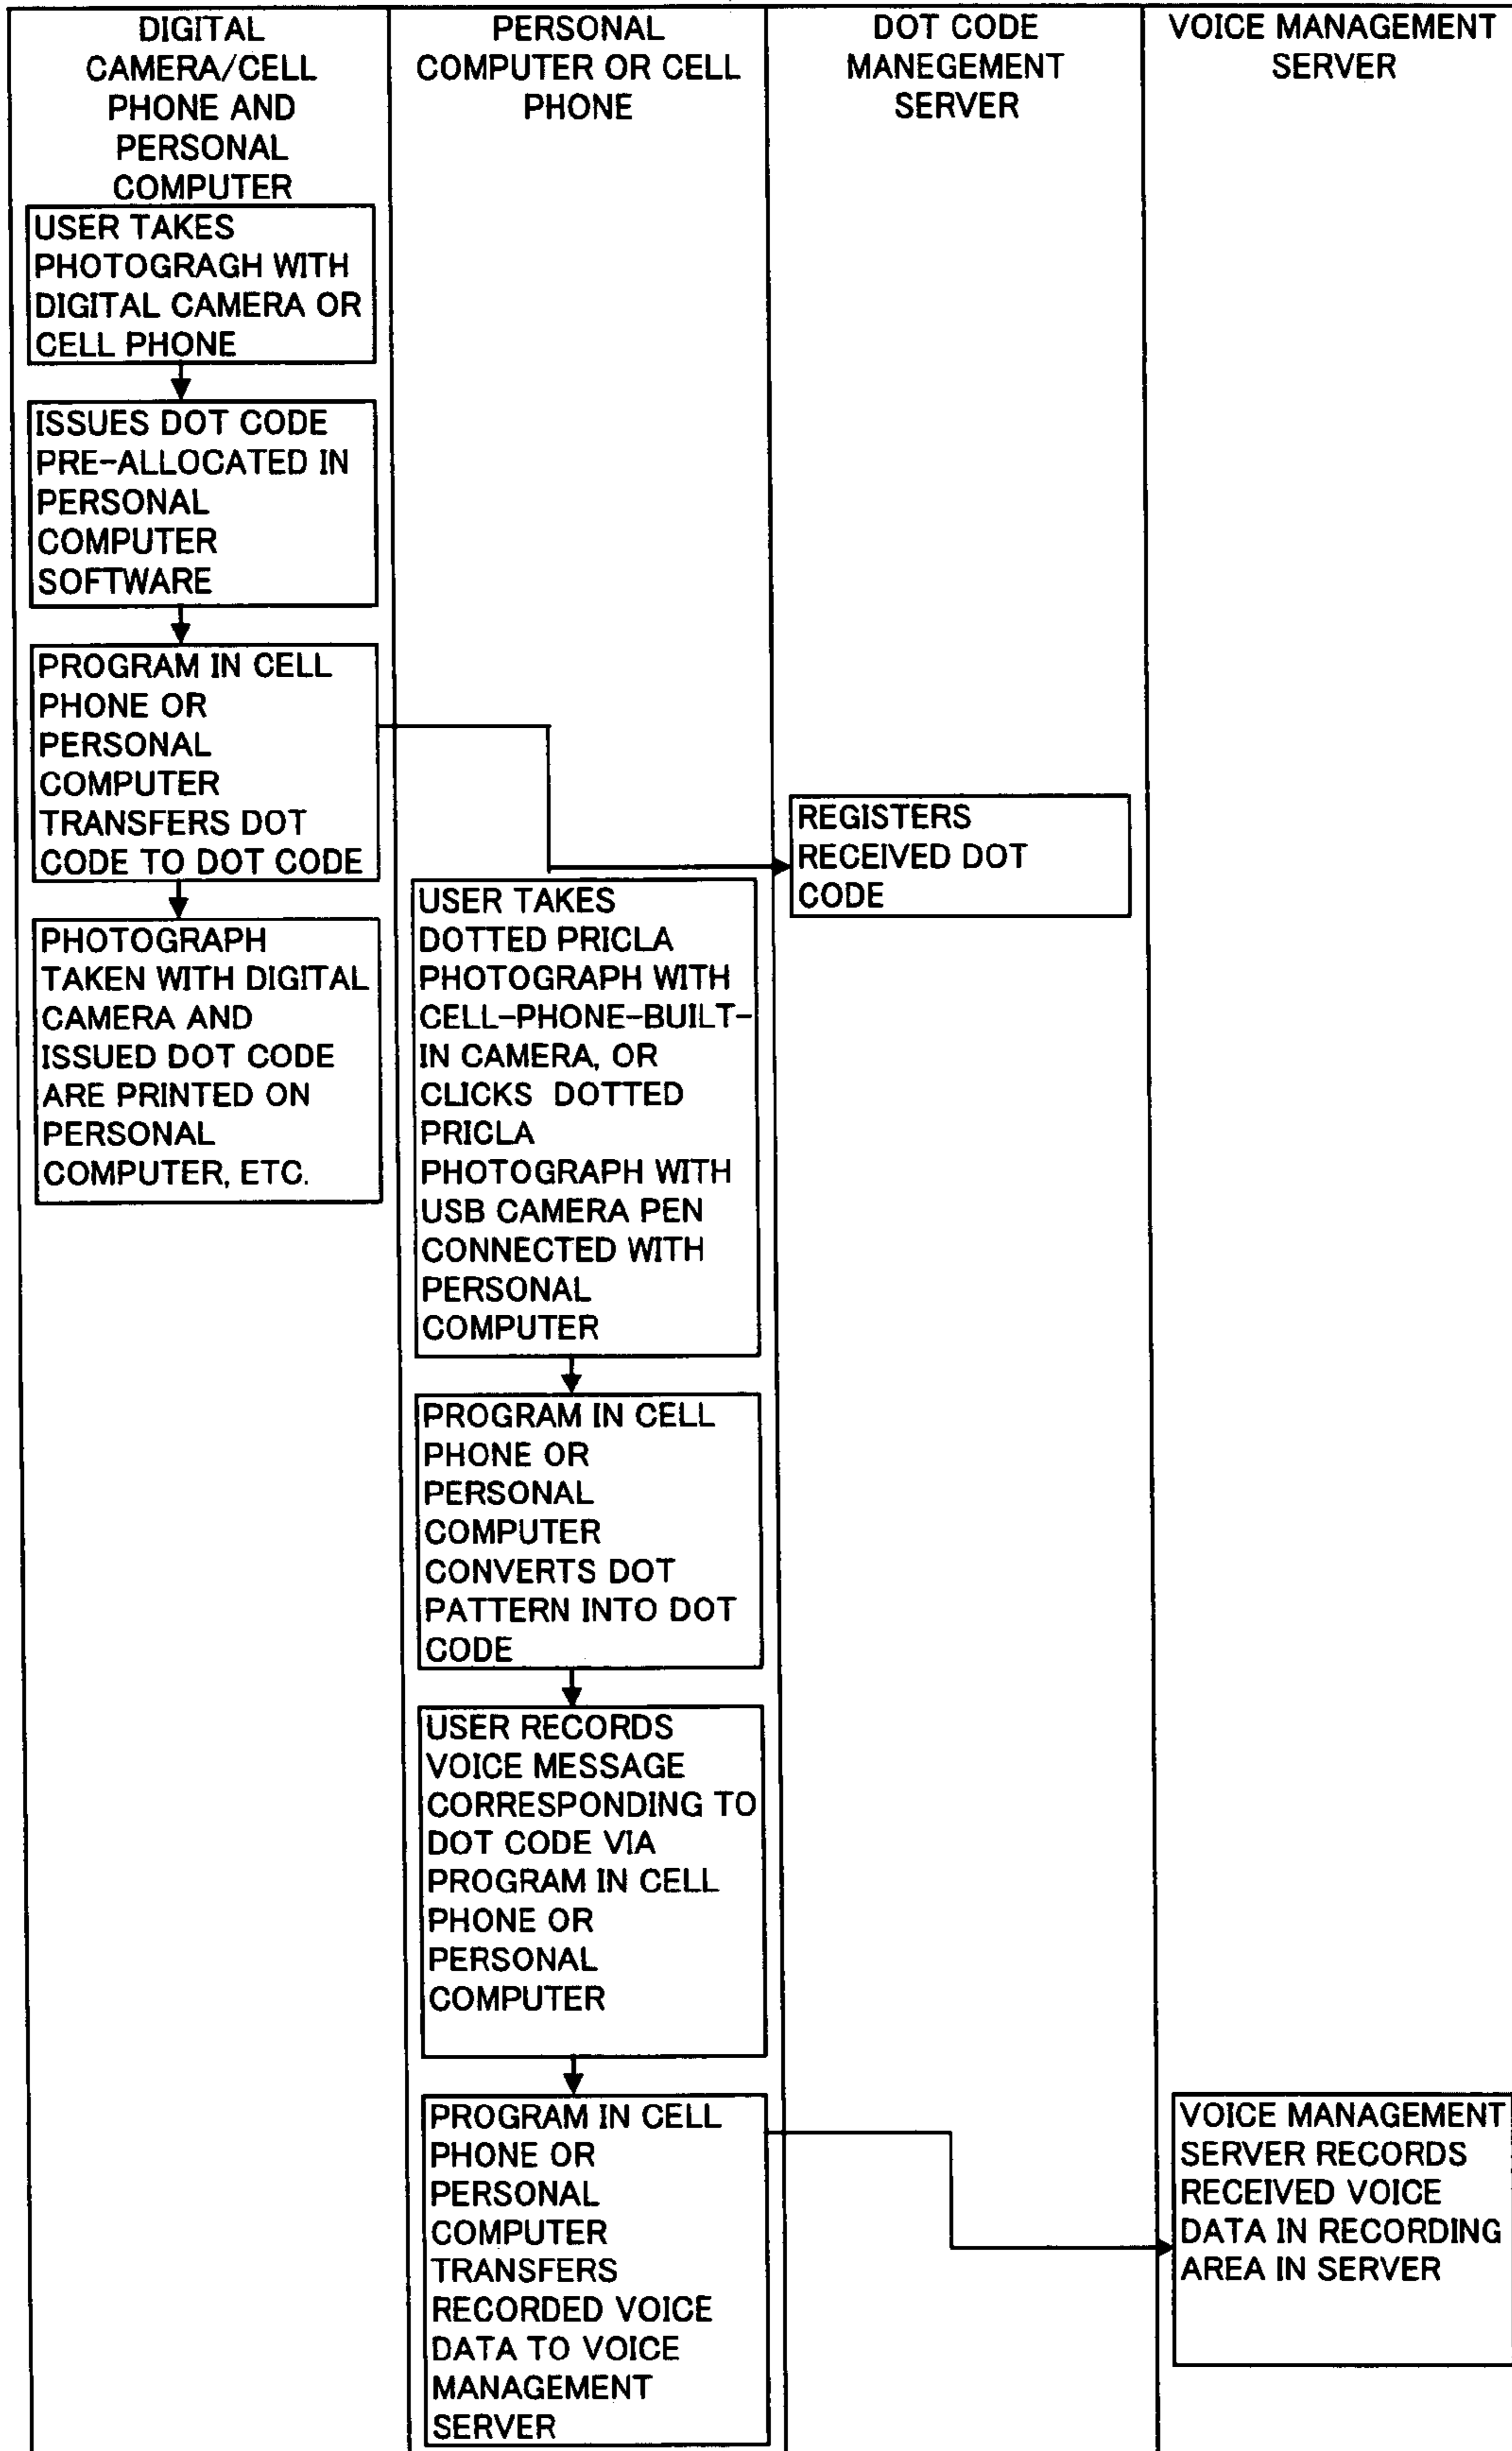 DIGITAL
CAMERA/CELL
PHONE AND
PERSONAL
COMPUTER
PERSONAL
COMPUTER OR CELL
PHONE
DOT CODE
MANEGEMENT
SERVER
VOICE MANAGEMENT
SERVER
USER TAKES
PHOTOGRAGH WITH
DIGITAL CAMERA OR
CELL PHONE
ISSUES DOT CODE
PRE-ALLOCATED IN
PERSONAL
COMPUTER
SOFTWARE
PROGRAM IN CELL
PHONE OR
PERSONAL
COMPUTER
TRANSFERS DOT
CODE TO DOT CODE
REGISTERS
RECEIVED DOT
CODE
PHOTOGRAPH
TAKEN WITH DIGITAL
CAMERA AND
ISSUED DOT CODE
ARE PRINTED ON
PERSONAL
COMPUTER, ETC.
USER TAKES
DOTTED PRICLA
PHOTOGRAPH WITH
CELL-PHONE-BUILT-
IN CAMERA, OR
CLICKS DOTTED
PRICLA
PHOTOGRAPH WITH
USB CAMERA PEN
CONNECTED WITH
PERSONAL
COMPUTER
PROGRAM IN CELL
PHONE OR
PERSONAL
COMPUTER
CONVERTS DOT
PATTERN INTO DOT
CODE
USER RECORDS
VOICE MESSAGE
CORRESPONDING TO
DOT CODE VIA
PROGRAM IN CELL
PHONE OR
PERSONAL
COMPUTER
PROGRAM IN CELL
PHONE OR
PERSONAL
COMPUTER
TRANSFERS
RECORDED VOICE
DATA TO VOICE
MANAGEMENT
SERVER
VOICE MANAGEMENT
SERVER RECORDS
RECEIVED VOICE
DATA IN RECORDING
AREA IN SERVER